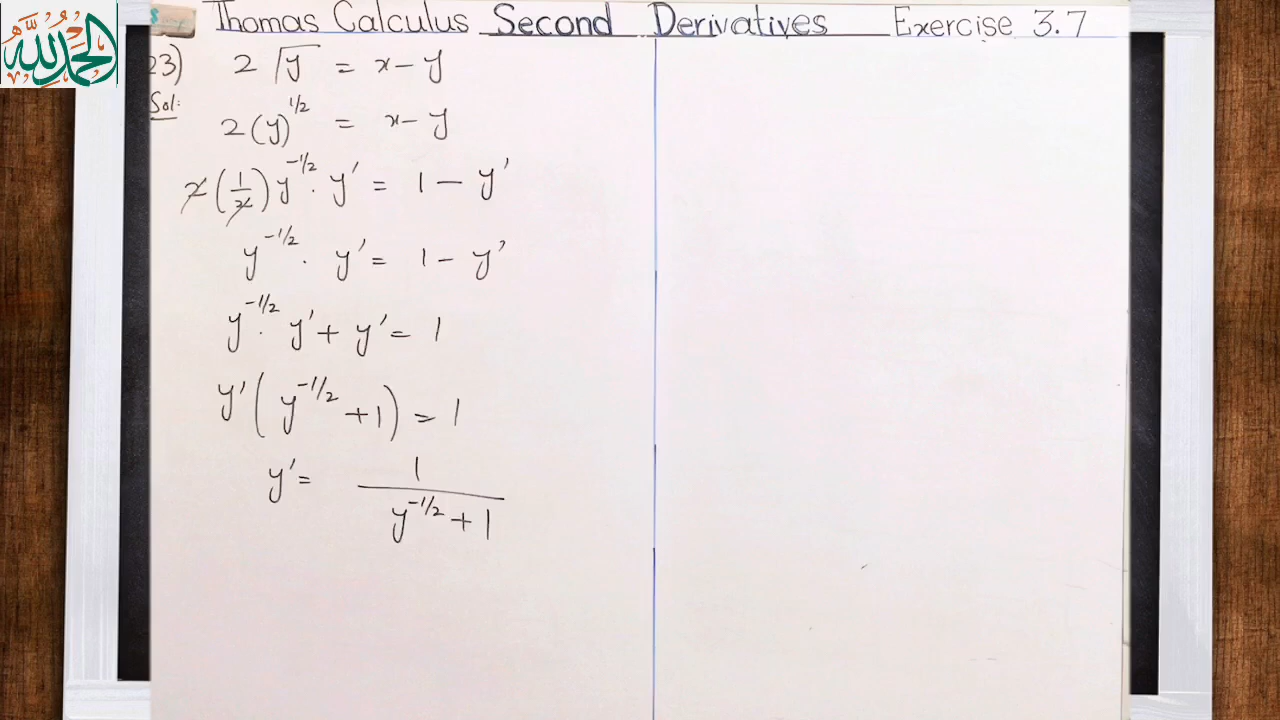 الحمد لله
Thomas Calculus Second Derivatives Exercise 3.7
23) 2 √y = x − y
Sol:
2(y)^1/2 = x − y
2(1/2) y^−1/2 · y′ = 1 − y′
y^−1/2 · y′ = 1 − y′
y^−1/2 · y′ + y′ = 1
y′(y^−1/2 + 1) = 1
y′ = 1/(y^−1/2 + 1)